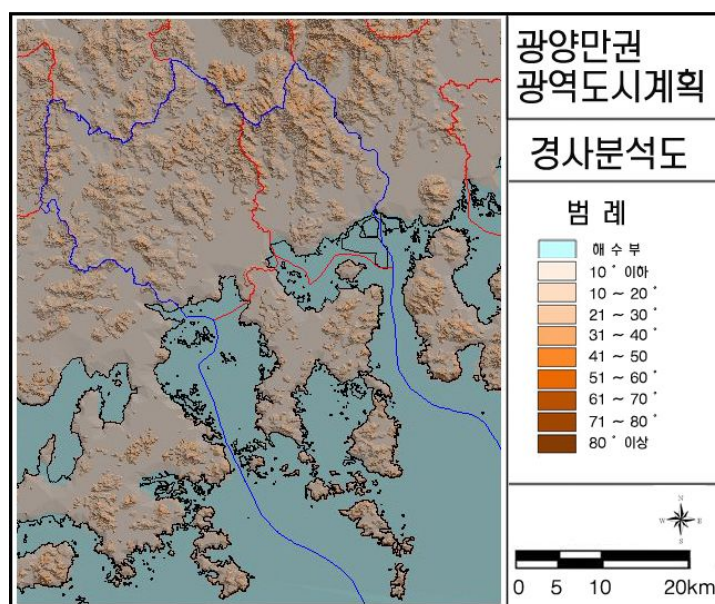 광양만권
광역도시계획
경사분석도
범 례
해 수 부
10˚ 이하
10 ~ 20˚
21 ~ 30˚
31 ~ 40˚
41 ~ 50
51 ~ 60˚
61 ~ 70˚
71 ~ 80˚
80˚ 이상
N
W E
S
0 5 10 20km